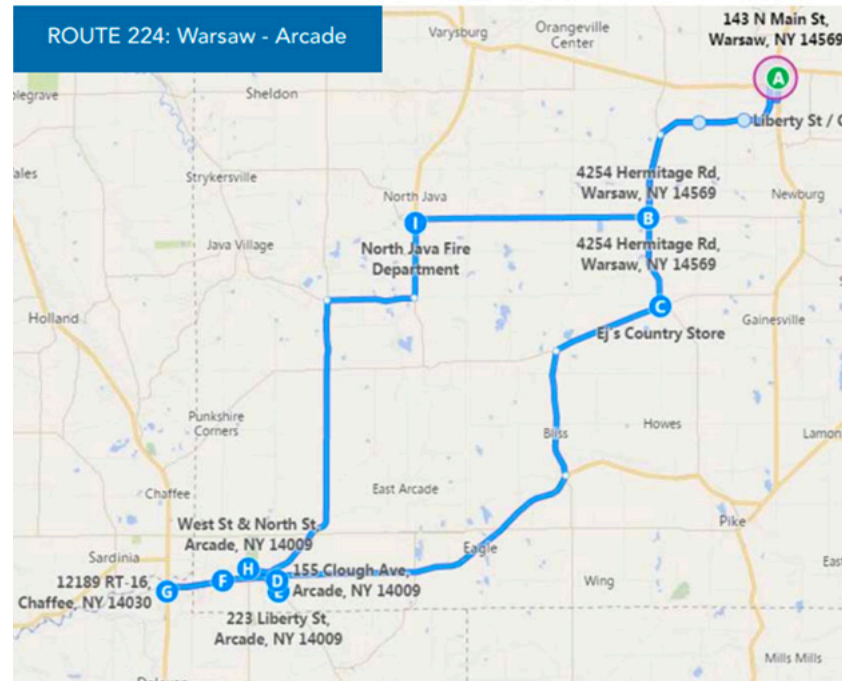 ROUTE 224: Warsaw - Arcade
143 N Main St,
Warsaw, NY 14569
Varysburg
Orangeville
Center
A
Sheldon
Liberty St /
Strykersville
4254 Hermitage Rd,
Warsaw, NY 14569
North Java
Newburg
I
B
Java Village
North Java Fire
Department
4254 Hermitage Rd,
Warsaw, NY 14569
C
Holland
Gainesville
Ej's Country Store
Punkshire
Corners
Howes
Bliss
Chaffee
East Arcade
Pike
West St & North St
Arcade, NY 14009
Sardinia
Eagle
H
155 Clough Ave,
Arcade, NY 14009
12189 RT-16,
Chaffee, NY 14030
G
F
D
E
Wing
223 Liberty St,
Arcade, NY 14009
Mills Mills